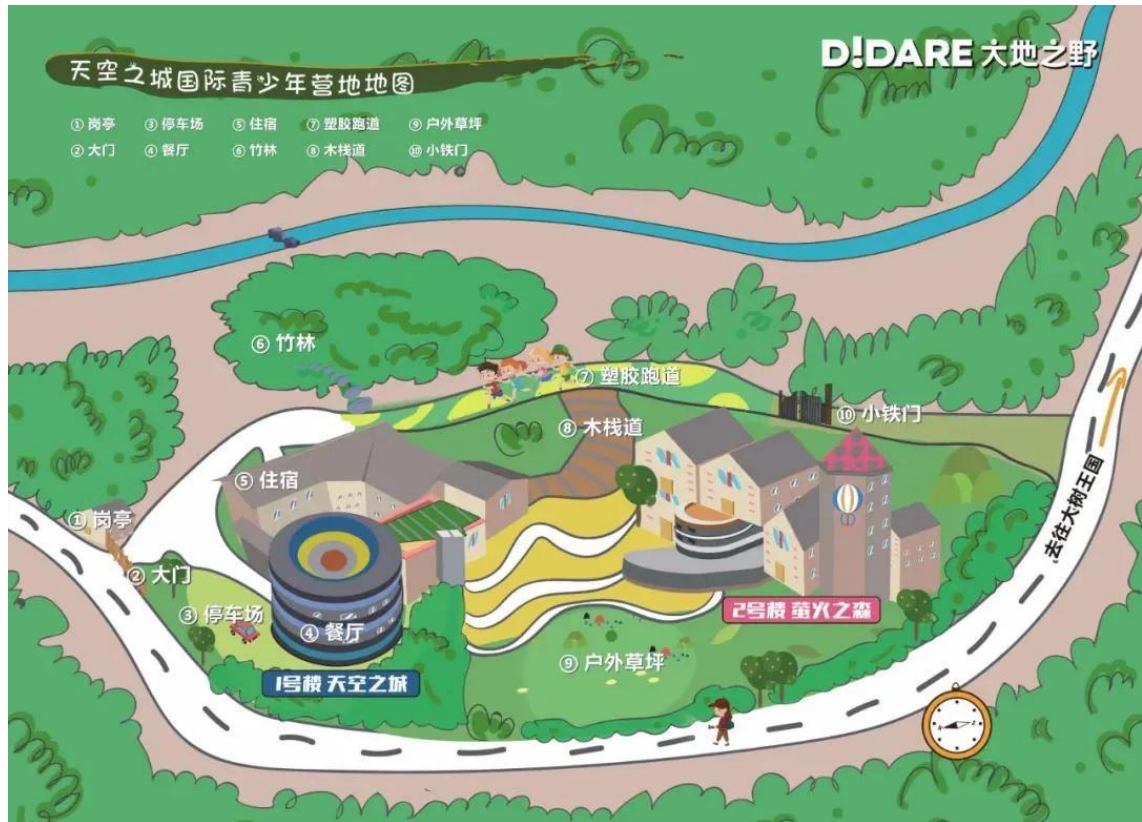 天空之城国际青少年营地地图
D!DARE 大地之野
① 岗亭 ③ 停车场 ⑤ 住宿 ⑦ 塑胶跑道 ⑨ 户外草坪
② 大门 ④ 餐厅 ⑥ 竹林 ⑧ 木栈道 ⑩ 小铁门
⑥ 竹林
⑦ 塑胶跑道
⑩ 小铁门
⑧ 木栈道
⑤ 住宿
① 岗亭
去往大树王国
② 大门
③ 停车场
④ 餐厅
2号楼 萤火之森
⑨ 户外草坪
1号楼 天空之城